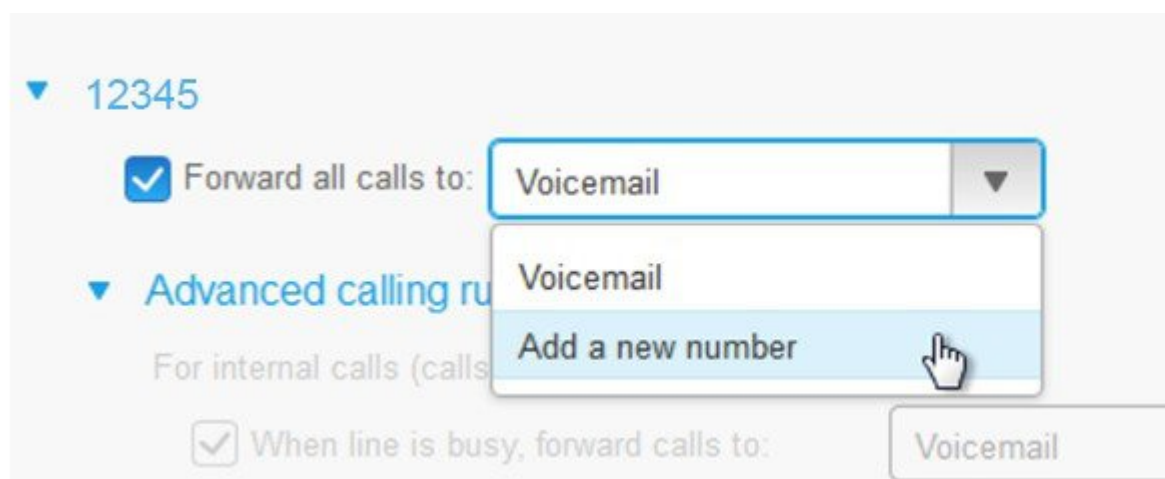 12345
Forward all calls to: Voicemail
Voicemail
Advanced calling ru
Add a new number
For internal calls (calls
When line is busy, forward calls to: Voicemail